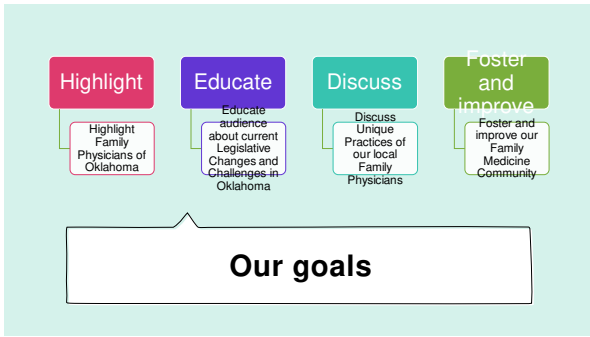 Highlight
Highlight
Family
Physicians of
Oklahoma
Educate
Educate
audience
about current
Legislative
Changes and
Challenges in
Oklahoma
Discuss
Discuss
Unique
Practices of
our local
Family
Physicians
Foster
and
improve
Foster and
improve our
Family
Medicine
Community
Our goals